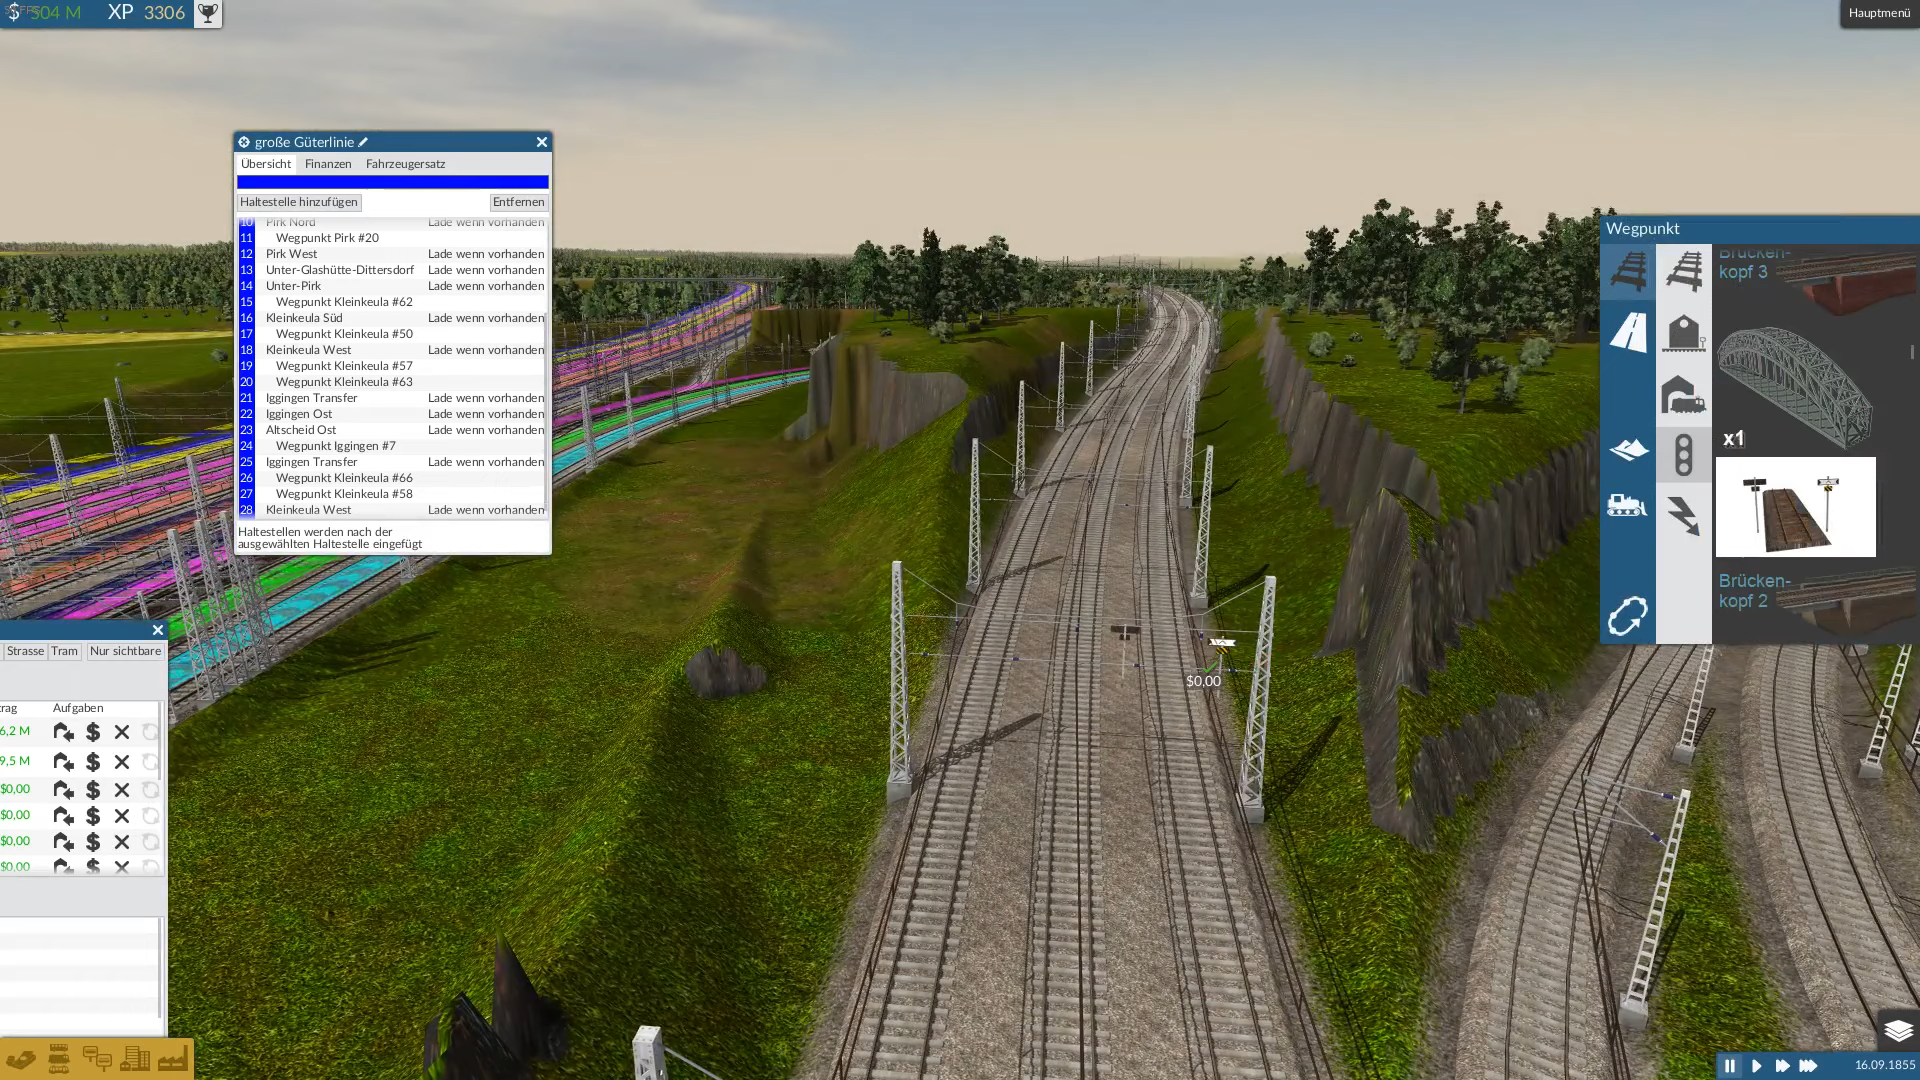 $ 504 M XP 3306
Hauptmenü
große Güterlinie
Übersicht Finanzen Fahrzeugersatz
Haltestelle hinzufügen Entfernen
10 Pirk Nord Lade wenn vorhanden
11 Wegpunkt Pirk #20
12 Pirk West Lade wenn vorhanden
13 Unter-Glashütte-Dittersdorf Lade wenn vorhanden
14 Unter-Pirk Lade wenn vorhanden
15 Wegpunkt Kleinkeula #62
16 Kleinkeula Süd Lade wenn vorhanden
17 Wegpunkt Kleinkeula #50
18 Kleinkeula West Lade wenn vorhanden
19 Wegpunkt Kleinkeula #57
20 Wegpunkt Kleinkeula #63
21 Iggingen Transfer Lade wenn vorhanden
22 Iggingen Ost Lade wenn vorhanden
23 Altscheid Ost Lade wenn vorhanden
24 Wegpunkt Iggingen #7
25 Iggingen Transfer Lade wenn vorhanden
26 Wegpunkt Kleinkeula #66
27 Wegpunkt Kleinkeula #58
28 Kleinkeula West Lade wenn vorhanden
Haltestellen werden nach der
ausgewählten Haltestelle eingefügt
Wegpunkt
Brücken-
kopf 3
x1
Brücken-
kopf 2
$0,00
Strasse Tram Nur sichtbare
trag Aufgaben
6,2 M $
9,5 M $
$0,00 $
$0,00 $
$0,00 $
$0,00 $
16.09.1855